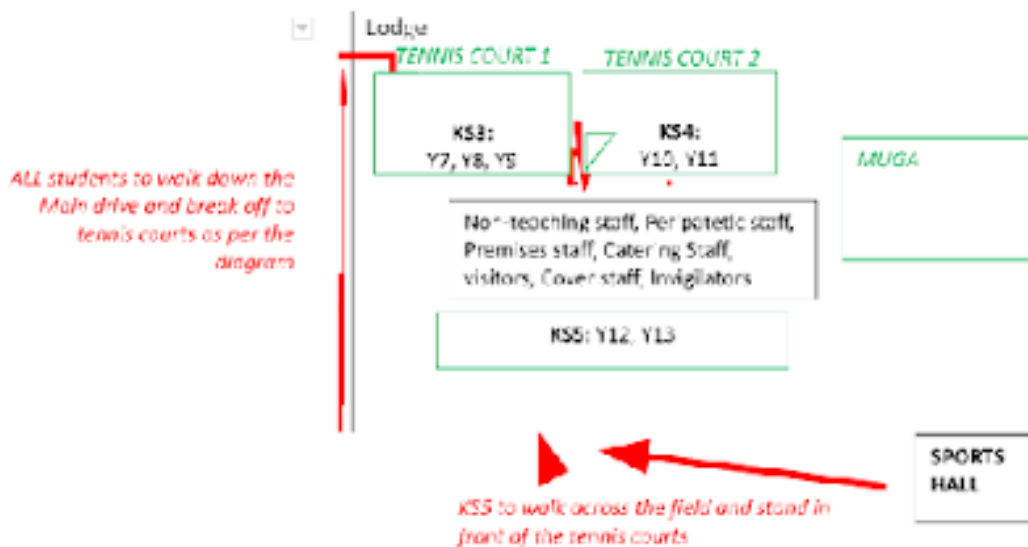 Lodge
TENNIS COURT 1
TENNIS COURT 2
KS3:
Y7, Y8, Y9
KS4:
Y10, Y11
MUGA
ALL students to walk down the
Main drive and break off to
tennis courts as per the
diagram
Non-teaching staff, Peripatetic staff,
Premises staff, Catering Staff,
visitors, Cover staff, Invigilators
KS5: Y12, Y13
SPORTS
HALL
KS5 to walk across the field and stand in
front of the tennis courts